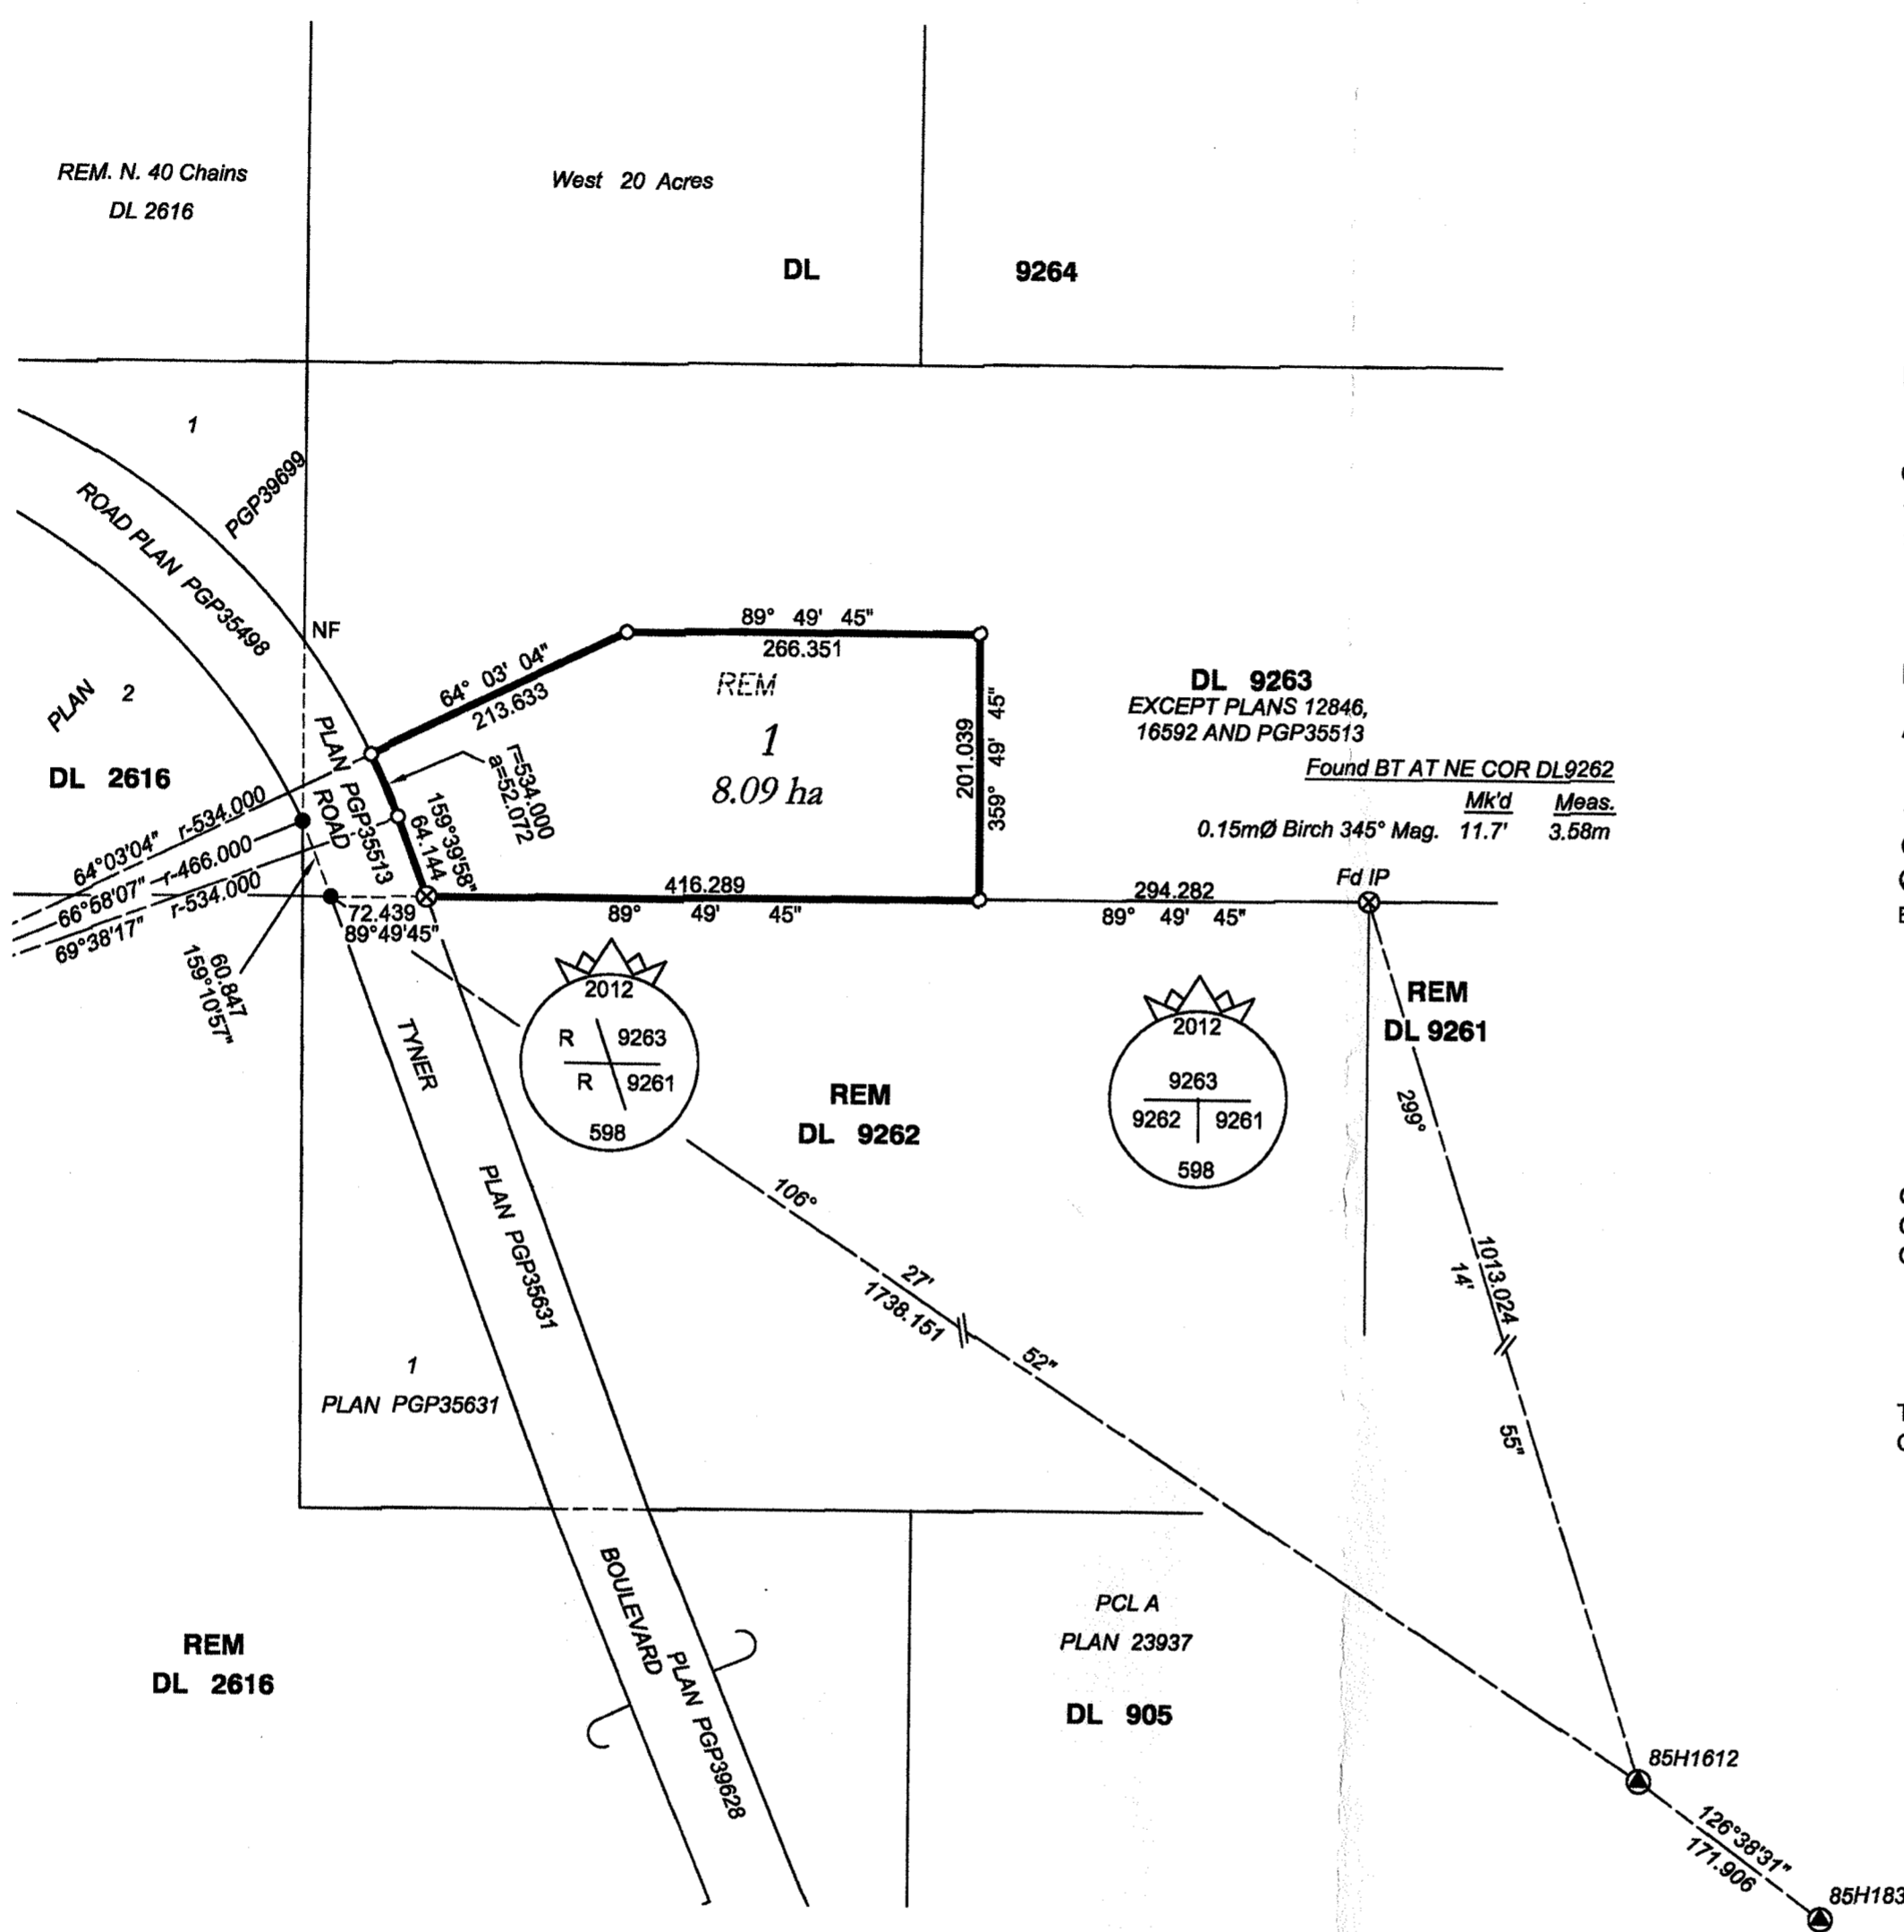 REM. N. 40 Chains
DL 2616
West 20 Acres
DL 9264
1
PGP39699
ROAD PLAN PGP35498
NF
PLAN 2
DL 2616
89° 49' 45"
266.351
64° 03' 04"
213.633
REM
1
8.09 ha
201.039
359° 49' 45"
DL 9263
EXCEPT PLANS 12846,
16592 AND PGP35513
Found BT AT NE COR DL9262
Mk'd Meas.
0.15mØ Birch 345° Mag. 11.7' 3.58m
PLAN PGP35513
ROAD
r=534.000
a=52.072
159°39'58"
64.144
64°03'04" r-534.000
66°58'07" r-466.000
69°38'17" r-534.000
72.439
89°49'45"
416.289
89° 49' 45"
294.282
89° 49' 45"
Fd IP
60.847
159°10'57"
2012
R 9263
R 9261
598
2012
9263
9262 9261
598
REM
DL 9261
REM
DL 9262
TYNER
PLAN PGP35631
299°
1013.024
14'
55"
106°
27'
1738.151
52"
1
PLAN PGP35631
BOULEVARD
PLAN PGP39628
REM
DL 2616
PCL A
PLAN 23937
DL 905
85H1612
126°38'31"
171.906
85H183